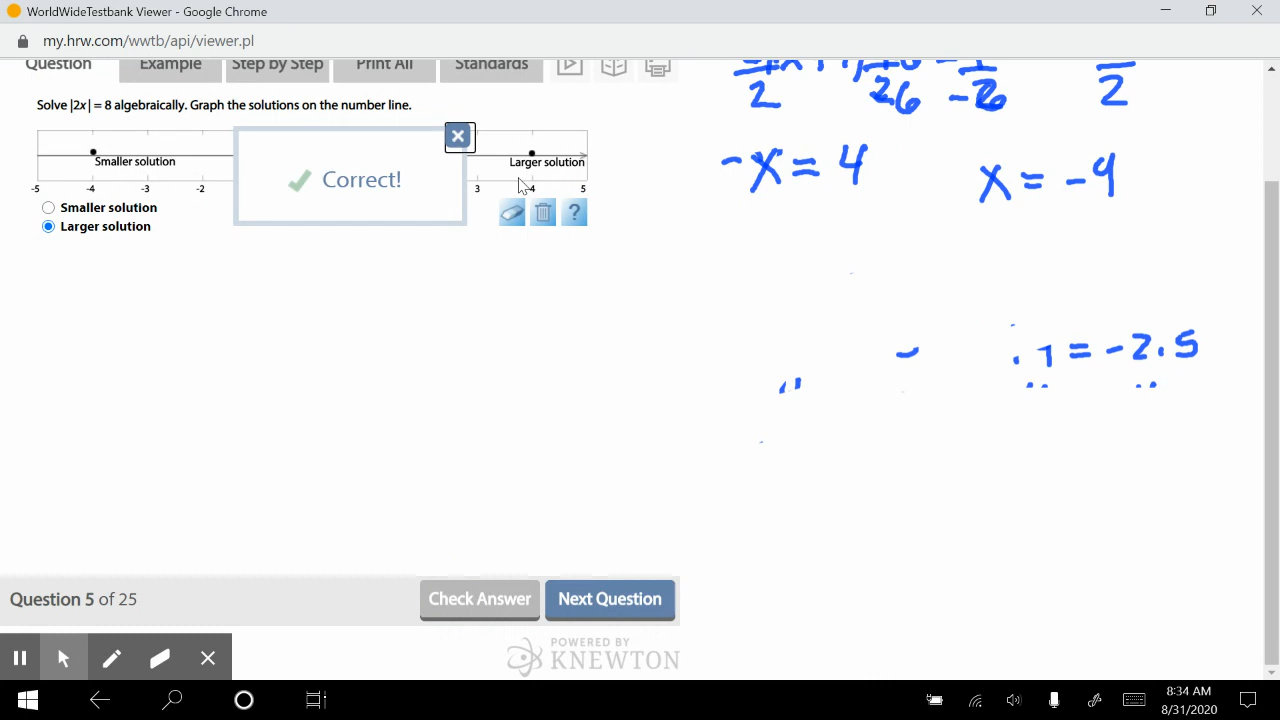 WorldWideTestbank Viewer - Google Chrome
my.hrw.com/wwtb/api/viewer.pl
Question Example Step by Step Print All Standards
Solve |2x| = 8 algebraically. Graph the solutions on the number line.
Correct!
Smaller solution Larger solution
-5 -4 -3 -2 3 4 5
Smaller solution
Larger solution
?
2 2
-x = 4
x = -9
= -2.5
Question 5 of 25
Check Answer Next Question
POWERED BY
KNEWTON
8:34 AM
8/31/2020